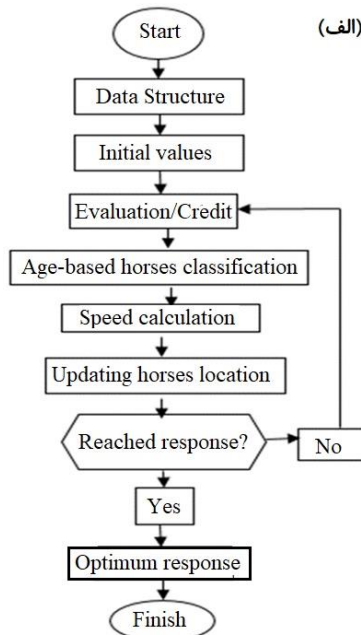 (الف)
Start
Data Structure
Initial values
Evaluation/Credit
Age-based horses classification
Speed calculation
Updating horses location
Reached response?
No
Yes
Optimum response
Finish